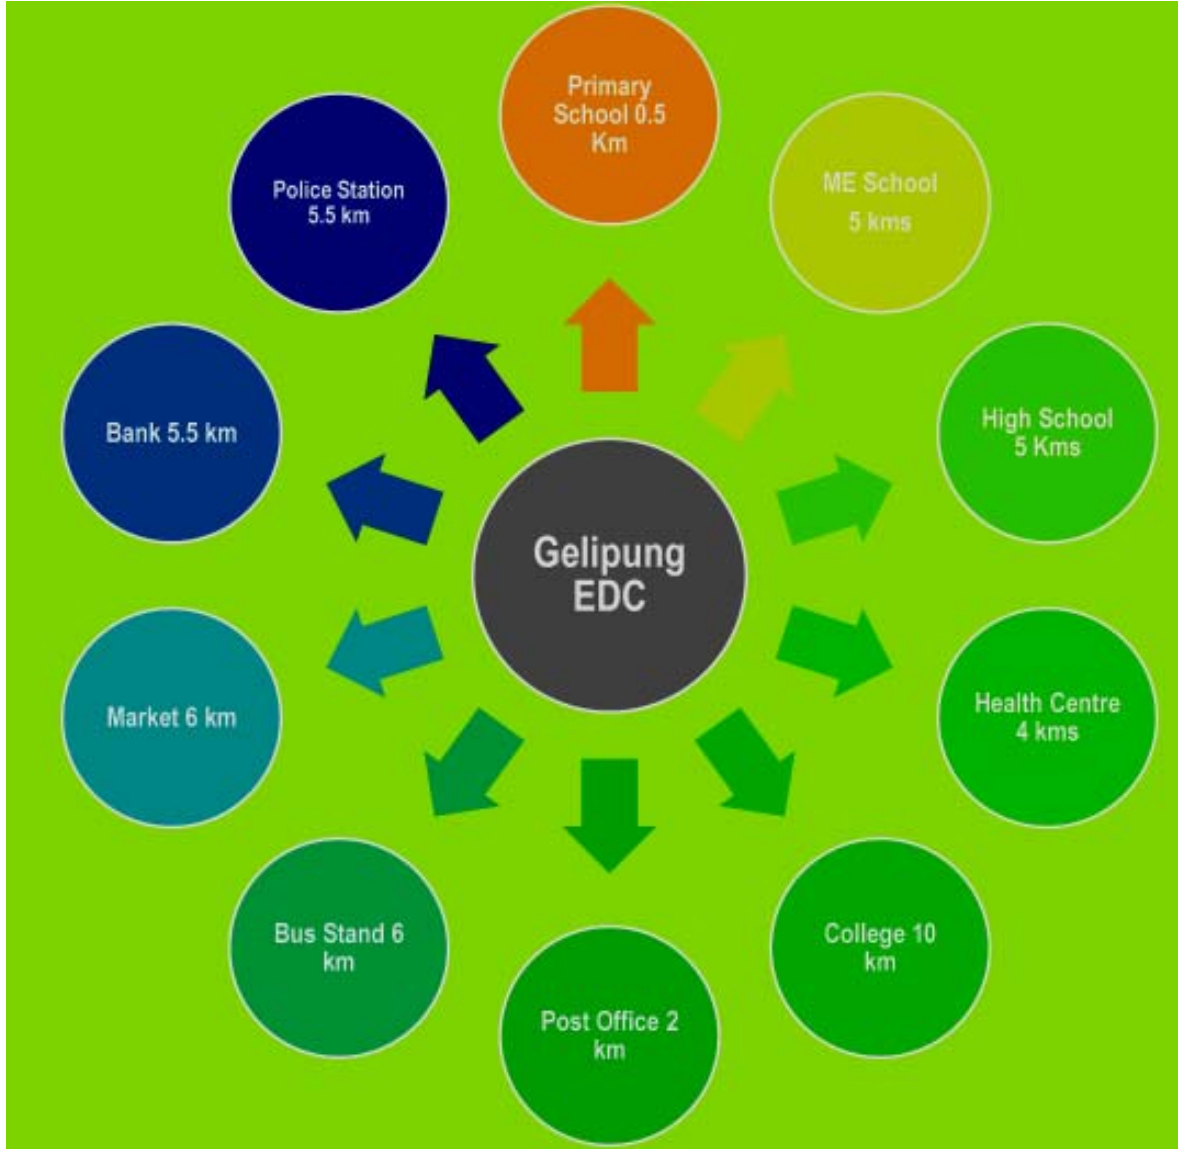 Primary
School 0.5
Km
ME School
5 kms
High School
5 Kms
Health Centre
4 kms
College 10
km
Post Office 2
km
Bus Stand 6
km
Market 6 km
Bank 5.5 km
Police Station
5.5 km
Gelipung
EDC